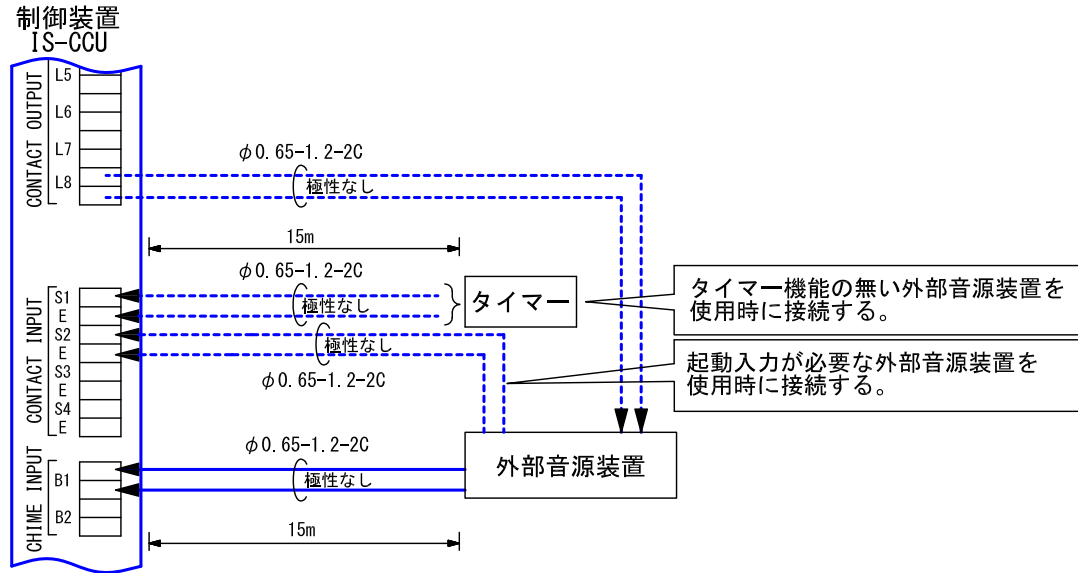 制御装置
IS-CCU
CONTACT OUTPUT
L5
L6
L7
L8
φ0.65-1.2-2C
極性なし
15m
CONTACT INPUT
S1
E
S2
E
S3
E
S4
E
φ0.65-1.2-2C
極性なし
タイマー
タイマー機能の無い外部音源装置を
使用時に接続する。
極性なし
φ0.65-1.2-2C
起動入力が必要な外部音源装置を
使用時に接続する。
CHIME INPUT
B1
B2
φ0.65-1.2-2C
極性なし
外部音源装置
15m